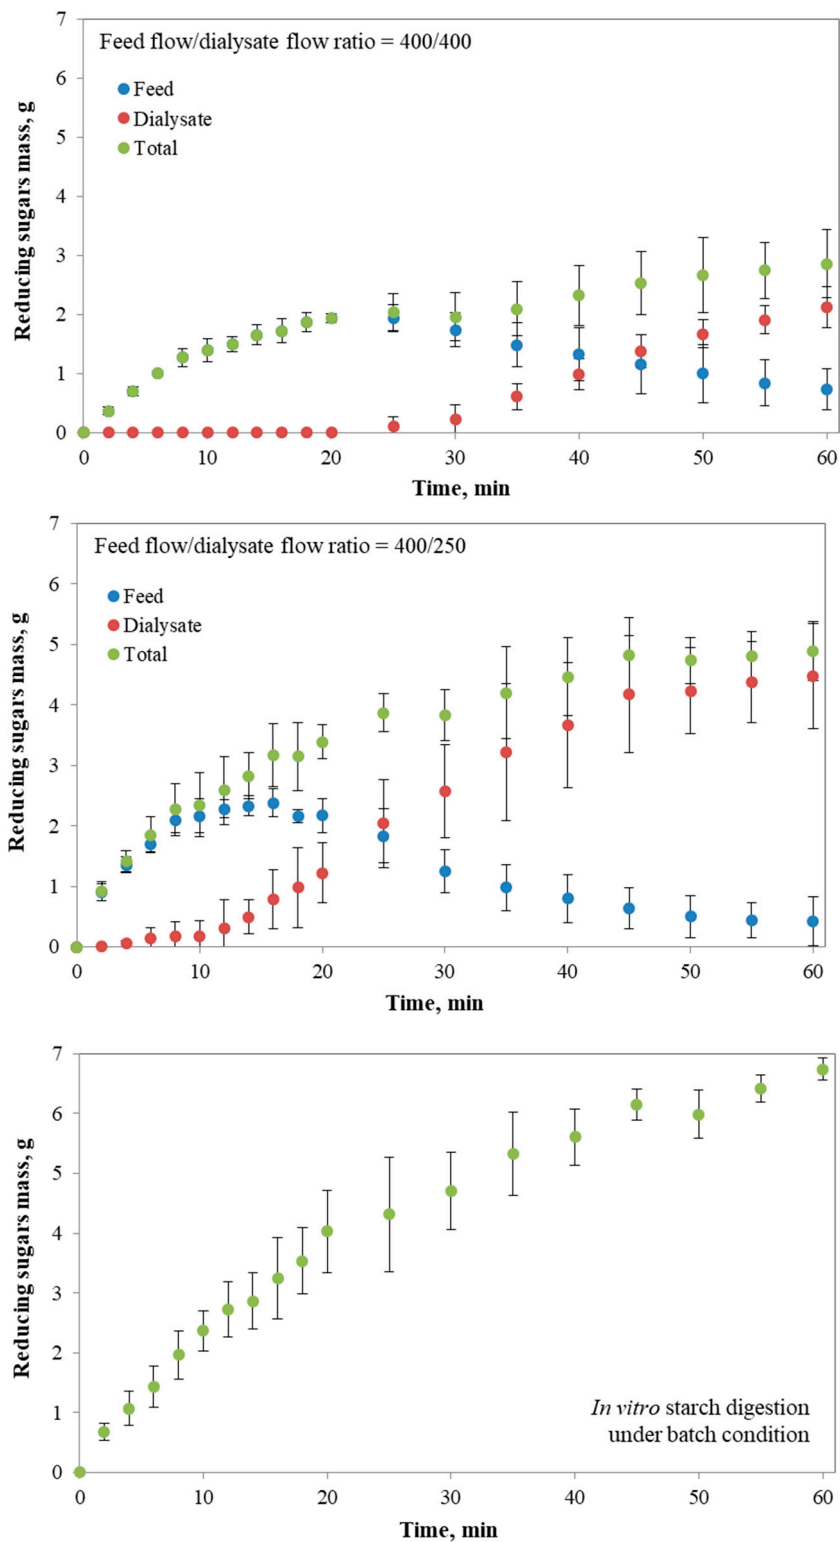 7
Feed flow/dialysate flow ratio = 400/400
6
Feed
Dialysate
5
Total
4
3
2
1
0
Reducing sugars mass, g
0 10 20 30 40 50 60
Time, min
7
Feed flow/dialysate flow ratio = 400/250
6
Feed
Dialysate
5
Total
4
3
2
1
0
Reducing sugars mass, g
0 10 20 30 40 50 60
Time, min
7
6
5
4
3
2
1
0
Reducing sugars mass, g
In vitro starch digestion
under batch condition
0 10 20 30 40 50 60
Time, min